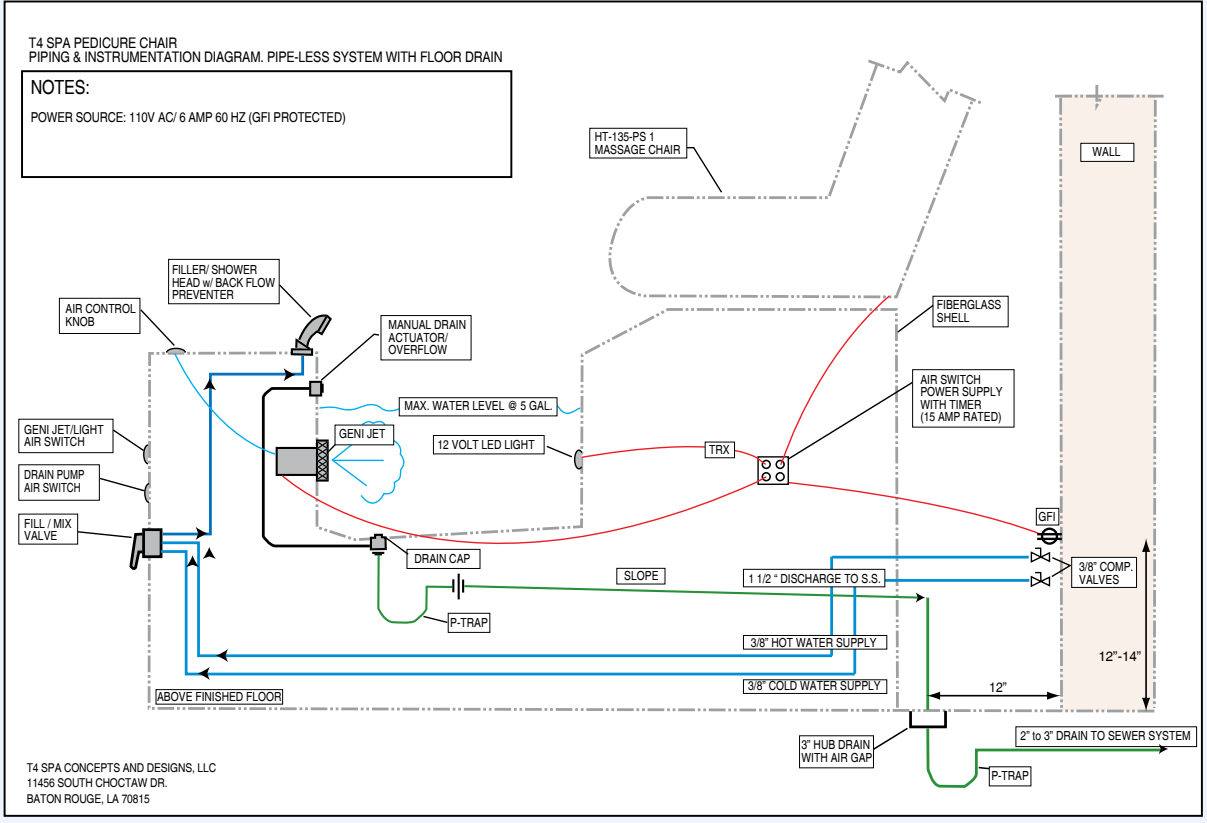 T4 SPA PEDICURE CHAIR
PIPING & INSTRUMENTATION DIAGRAM. PIPE-LESS SYSTEM WITH FLOOR DRAIN
NOTES:
POWER SOURCE: 110V AC/ 6 AMP 60 HZ (GFI PROTECTED)
HT-135-PS 1
MASSAGE CHAIR
WALL
FILLER/ SHOWER
HEAD w/ BACK FLOW
PREVENTER
AIR CONTROL
KNOB
MANUAL DRAIN
ACTUATOR/
OVERFLOW
FIBERGLASS
SHELL
AIR SWITCH
POWER SUPPLY
WITH TIMER
(15 AMP RATED)
MAX. WATER LEVEL @ 5 GAL.
GENI JET/LIGHT
AIR SWITCH
GENI JET
12 VOLT LED LIGHT
TRX
DRAIN PUMP
AIR SWITCH
FILL / MIX
VALVE
GFI
DRAIN CAP
SLOPE
1 1/2 “ DISCHARGE TO S.S.
3/8” COMP.
VALVES
P-TRAP
3/8” HOT WATER SUPPLY
12”-14”
3/8” COLD WATER SUPPLY
12”
ABOVE FINISHED FLOOR
3” HUB DRAIN
WITH AIR GAP
2” to 3” DRAIN TO SEWER SYSTEM
P-TRAP
T4 SPA CONCEPTS AND DESIGNS, LLC
11456 SOUTH CHOCTAW DR.
BATON ROUGE, LA 70815